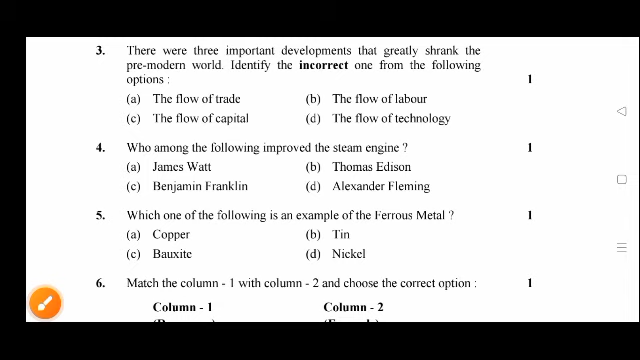 3. There were three important developments that greatly shrank the
pre-modern world. Identify the incorrect one from the following
options : 1
(a) The flow of trade (b) The flow of labour
(c) The flow of capital (d) The flow of technology
4. Who among the following improved the steam engine ? 1
(a) James Watt (b) Thomas Edison
(c) Benjamin Franklin (d) Alexander Fleming
5. Which one of the following is an example of the Ferrous Metal ? 1
(a) Copper (b) Tin
(c) Bauxite (d) Nickel
6. Match the column - 1 with column - 2 and choose the correct option : 1
Column - 1 Column - 2